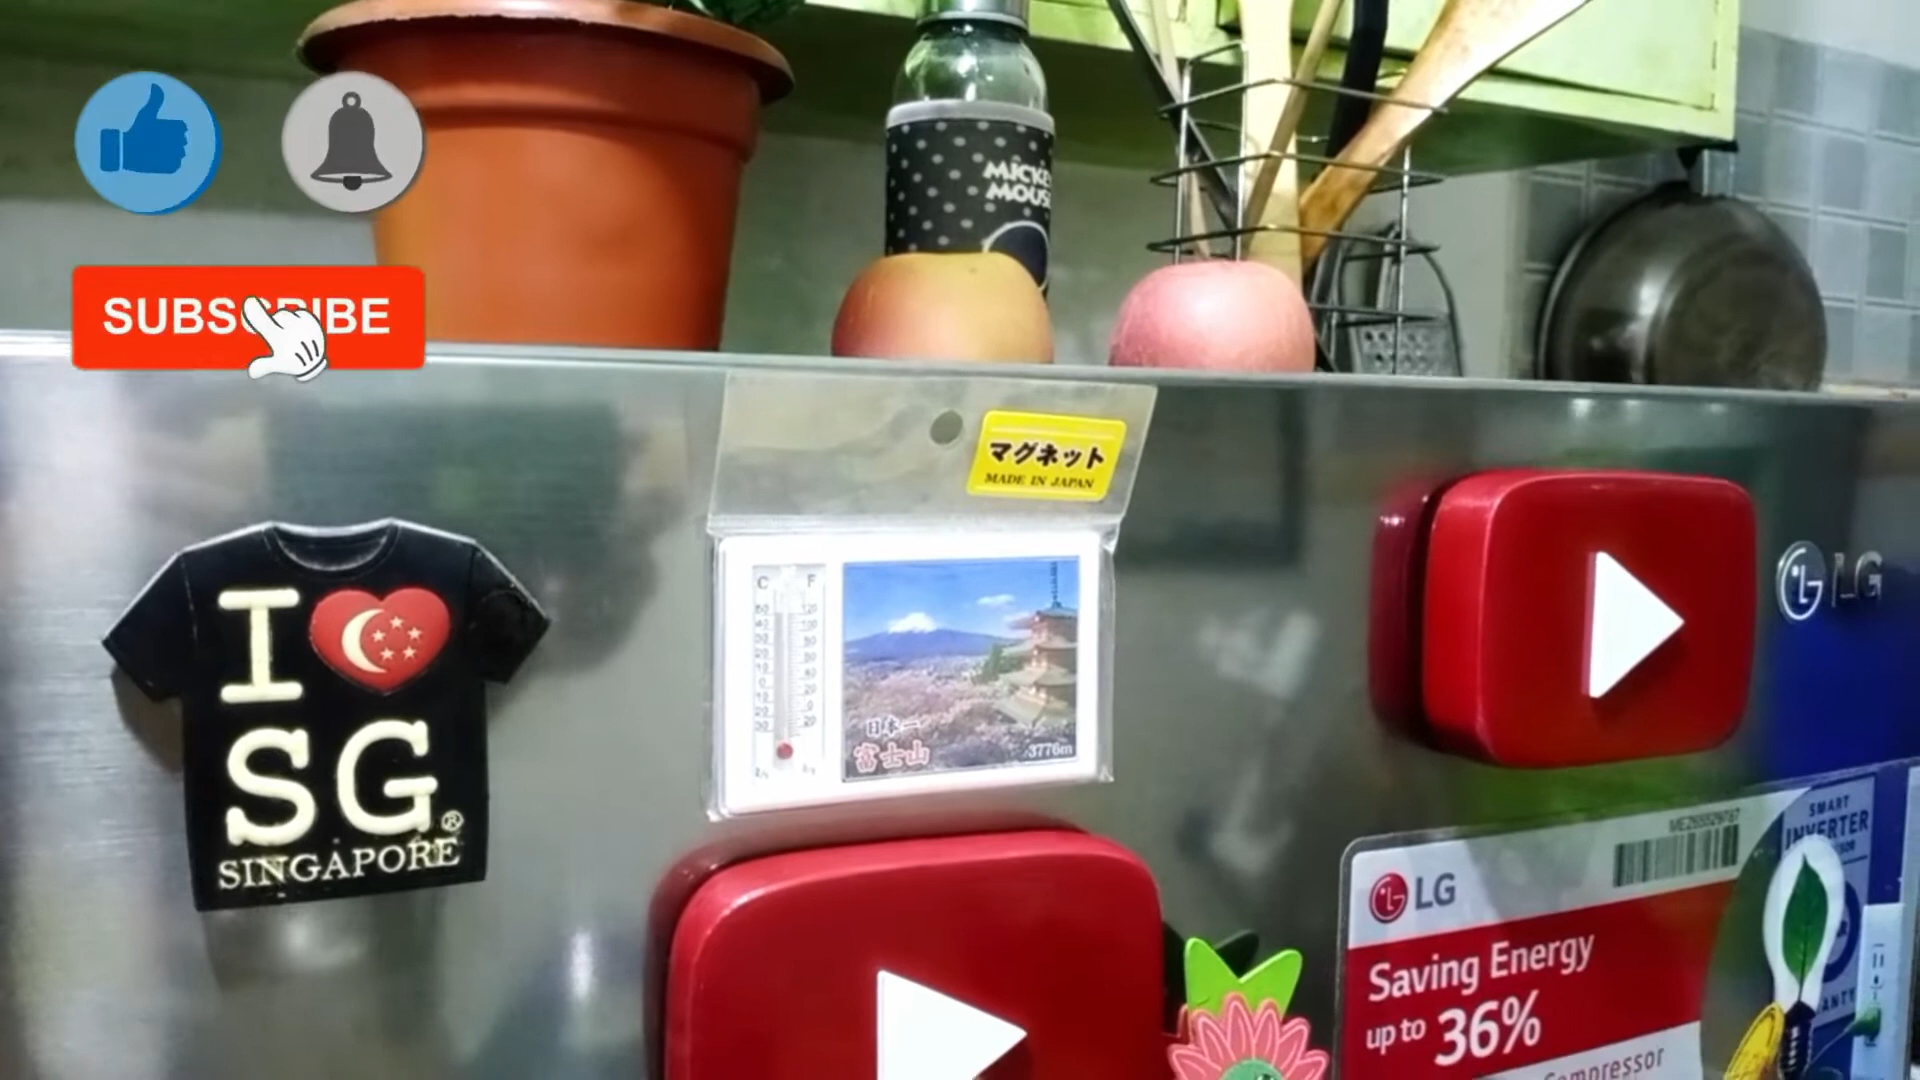 MICKEY
MOUSE
SUBSCRIBE
マグネット
MADE IN JAPAN
C F
日本一
富士山
3776m
I
SG®
SINGAPORE
LG
LG
Saving Energy
up to 36%
Compressor
SMART
INVERTER